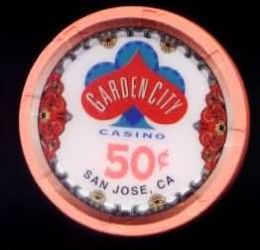 GARDEN CITY
CASINO
50¢
SAN JOSE, CA